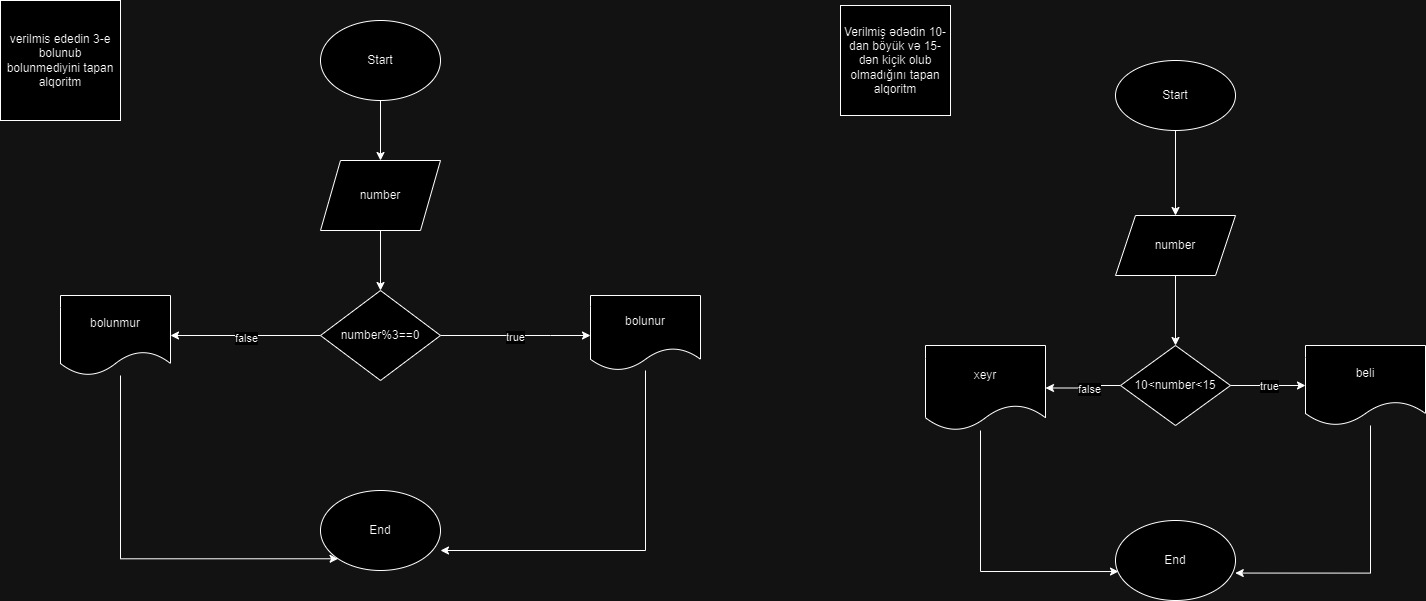 verilmis ededin 3-e
bolunub
bolunmediyini tapan
alqoritm
Start
number
number%3==0
false
true
bolunmur
bolunur
End
Verilmiş ədədin 10-
dan böyük və 15-
dən kiçik olub
olmadığını tapan
alqoritm
Start
number
10<number<15
false
true
xeyr
beli
End